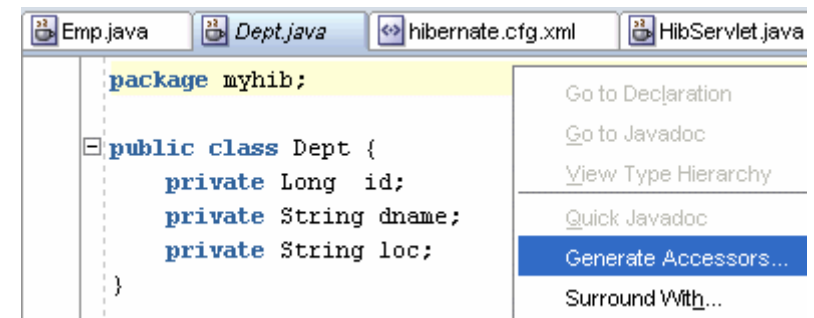 Emp.java Dept.java hibernate.cfg.xml HibServlet.java
package myhib;
public class Dept {
private Long id;
private String dname;
private String loc;
}
Go to Declaration
Go to Javadoc
View Type Hierarchy
Quick Javadoc
Generate Accessors...
Surround With...